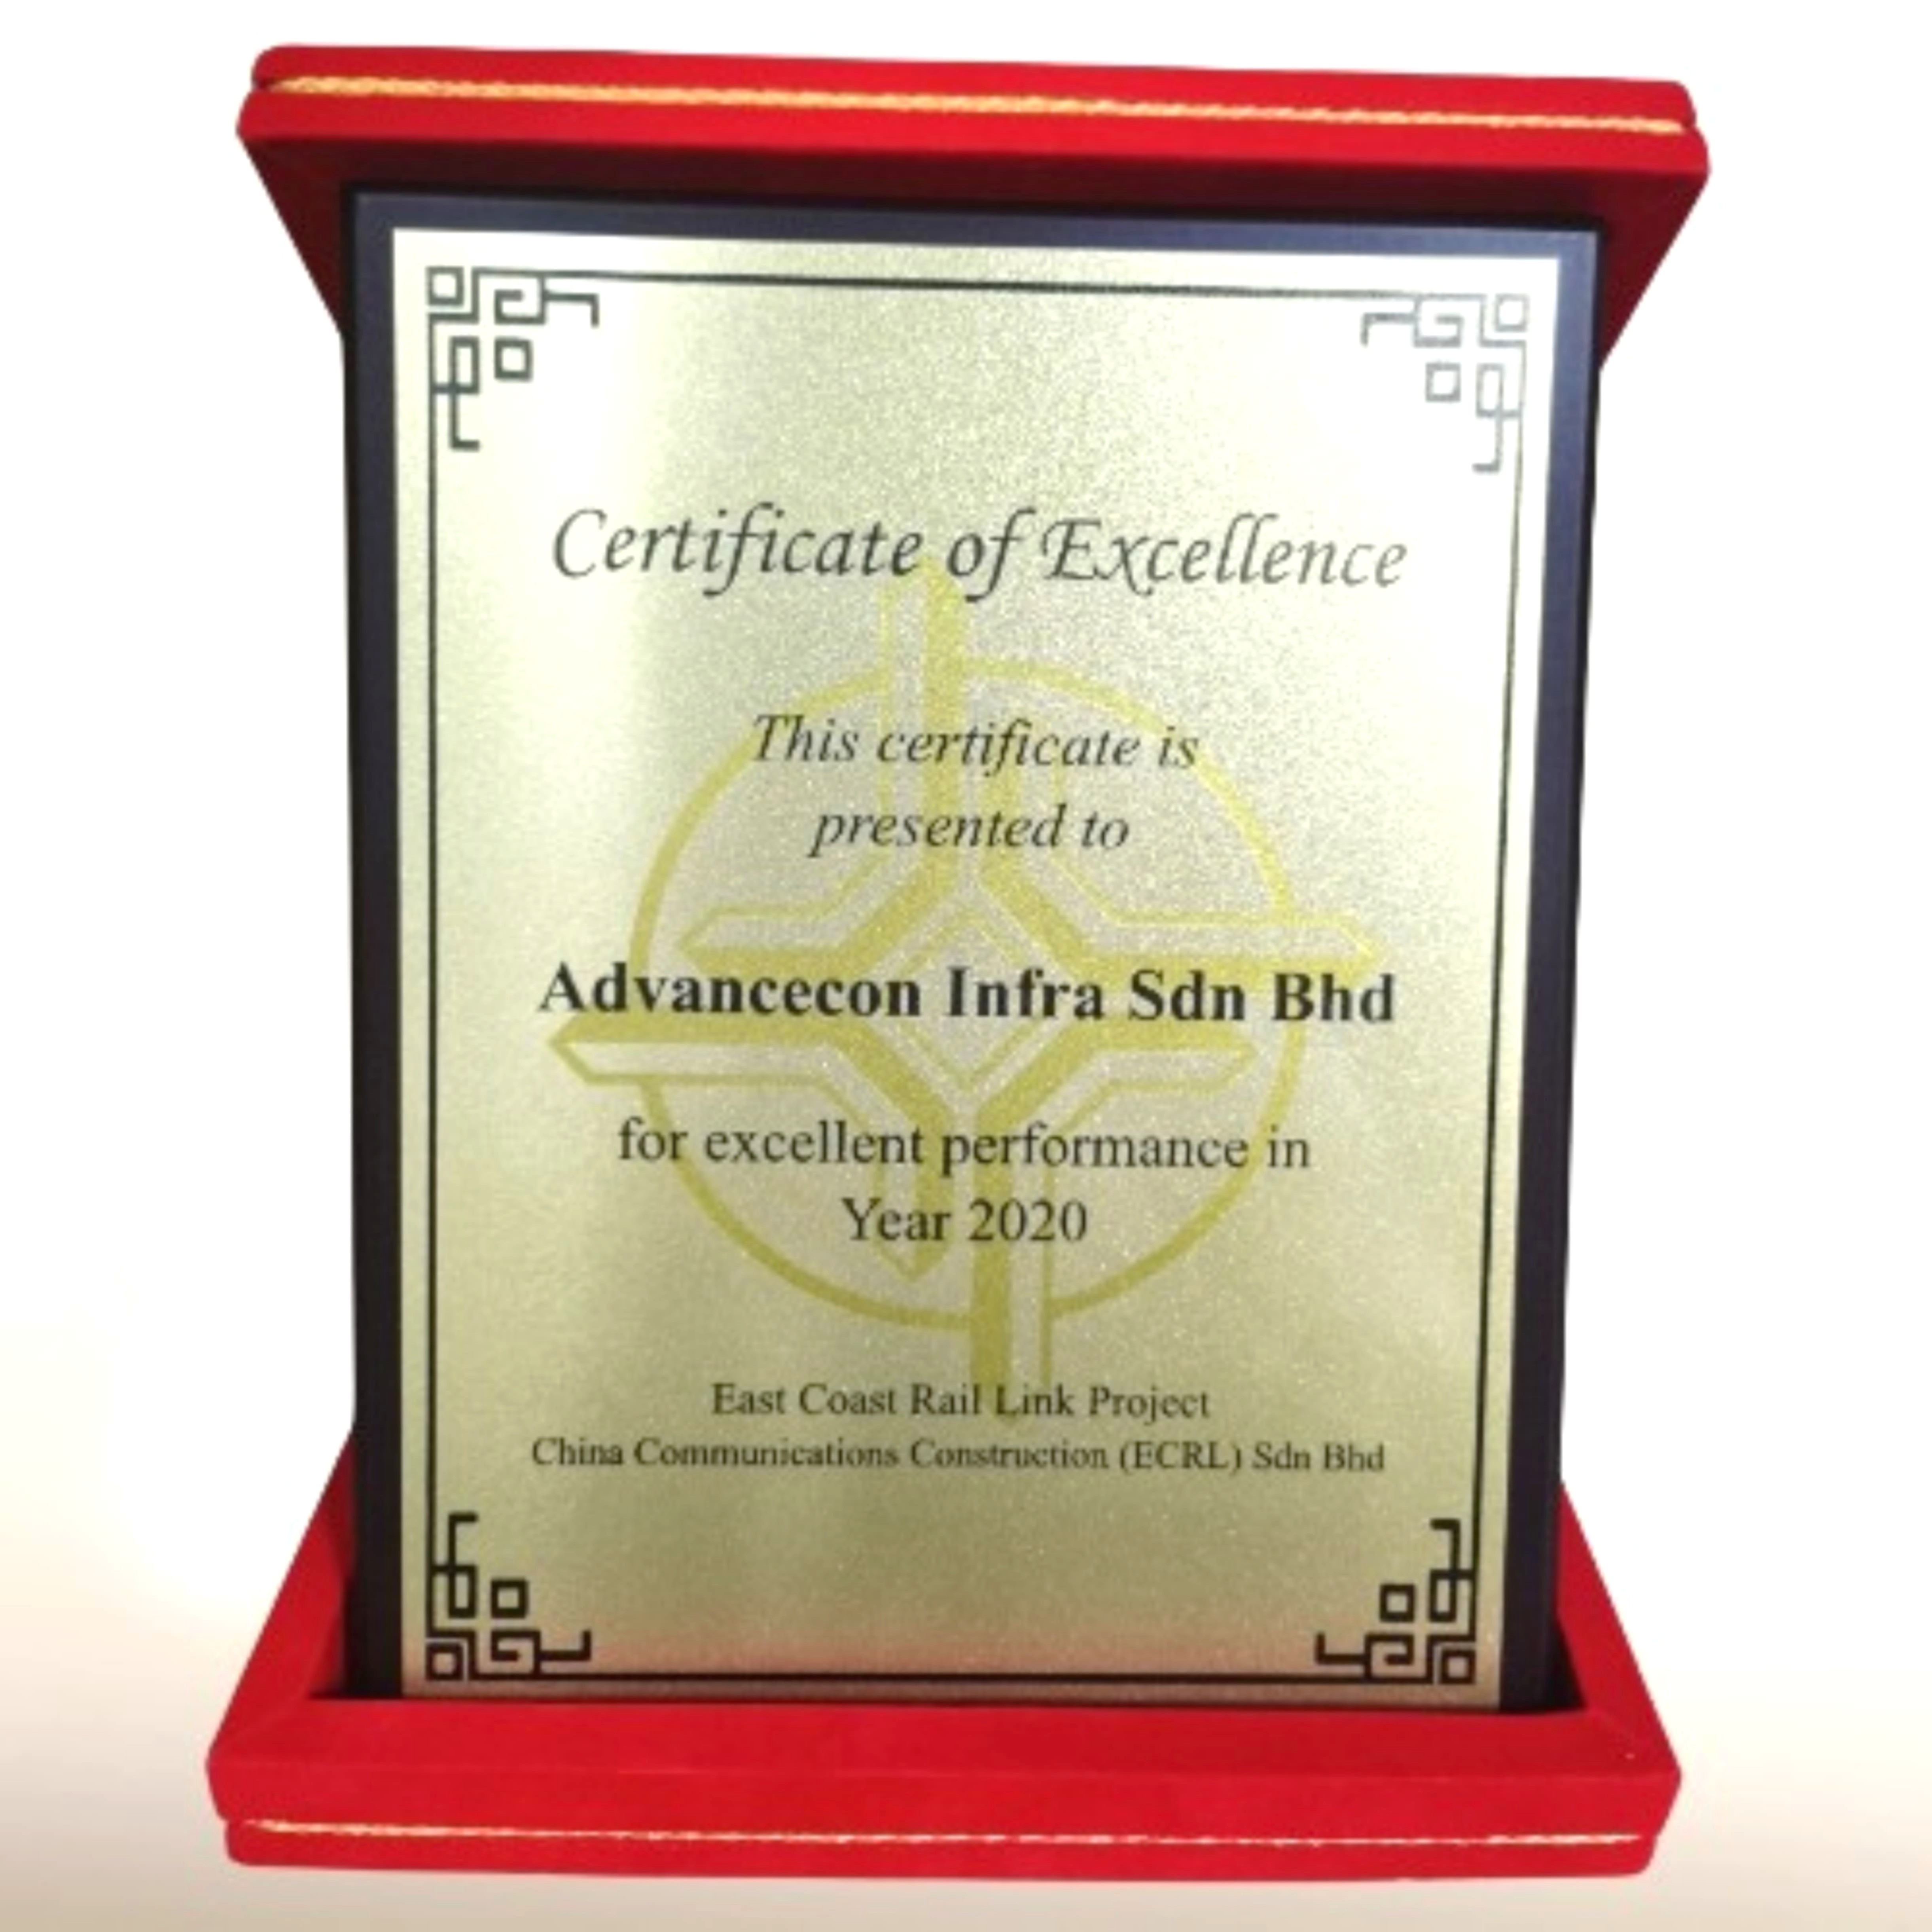 Certificate of Excellence
This certificate is
presented to
Advancecon Infra Sdn Bhd
for excellent performance in
Year 2020
East Coast Rail Link Project
China Communications Construction (ECRL) Sdn Bhd